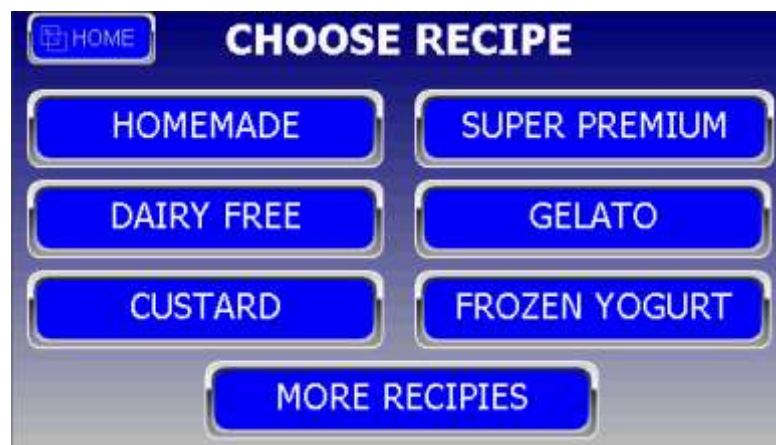 HOME
CHOOSE RECIPE
HOMEMADE
SUPER PREMIUM
DAIRY FREE
GELATO
CUSTARD
FROZEN YOGURT
MORE RECIPIES